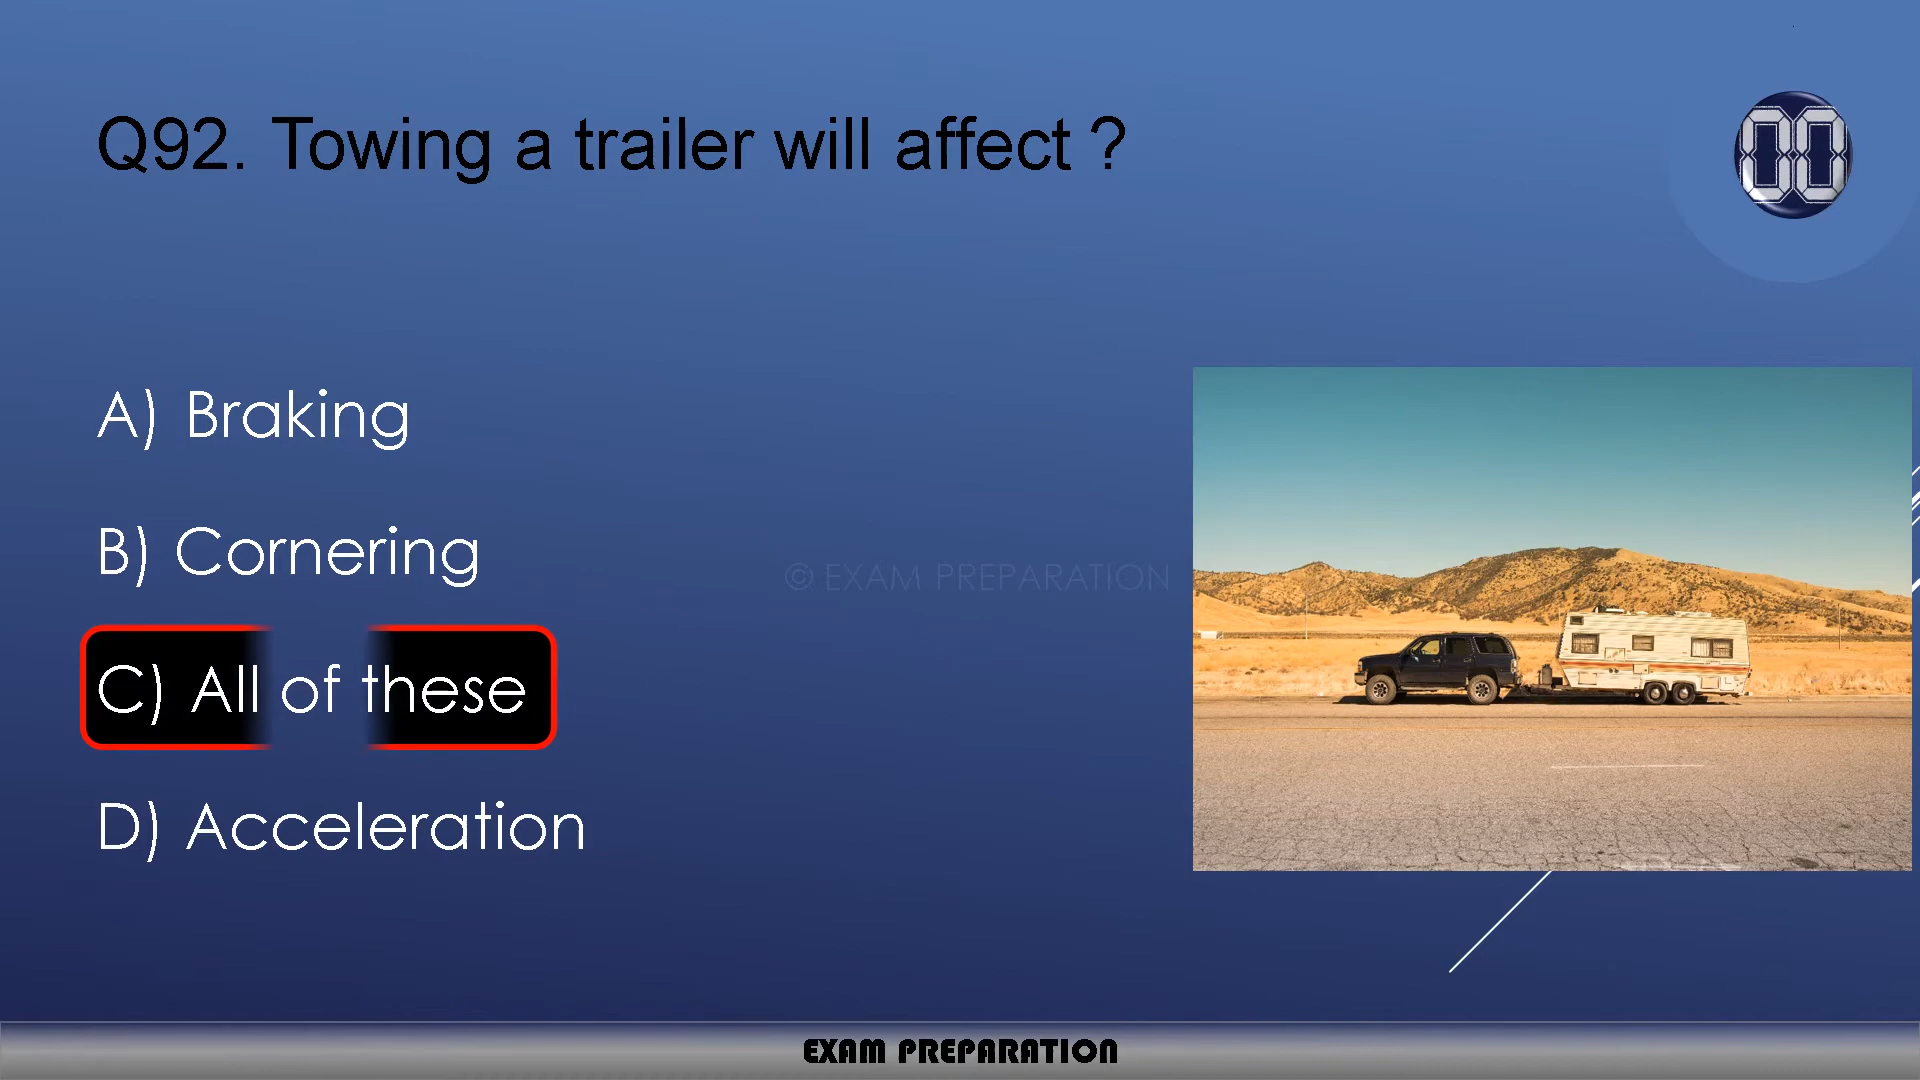 Q92. Towing a trailer will affect ?
00
A) Braking
B) Cornering
© EXAM PREPARATION
C) All of these
D) Acceleration
EXAM PREPARATION